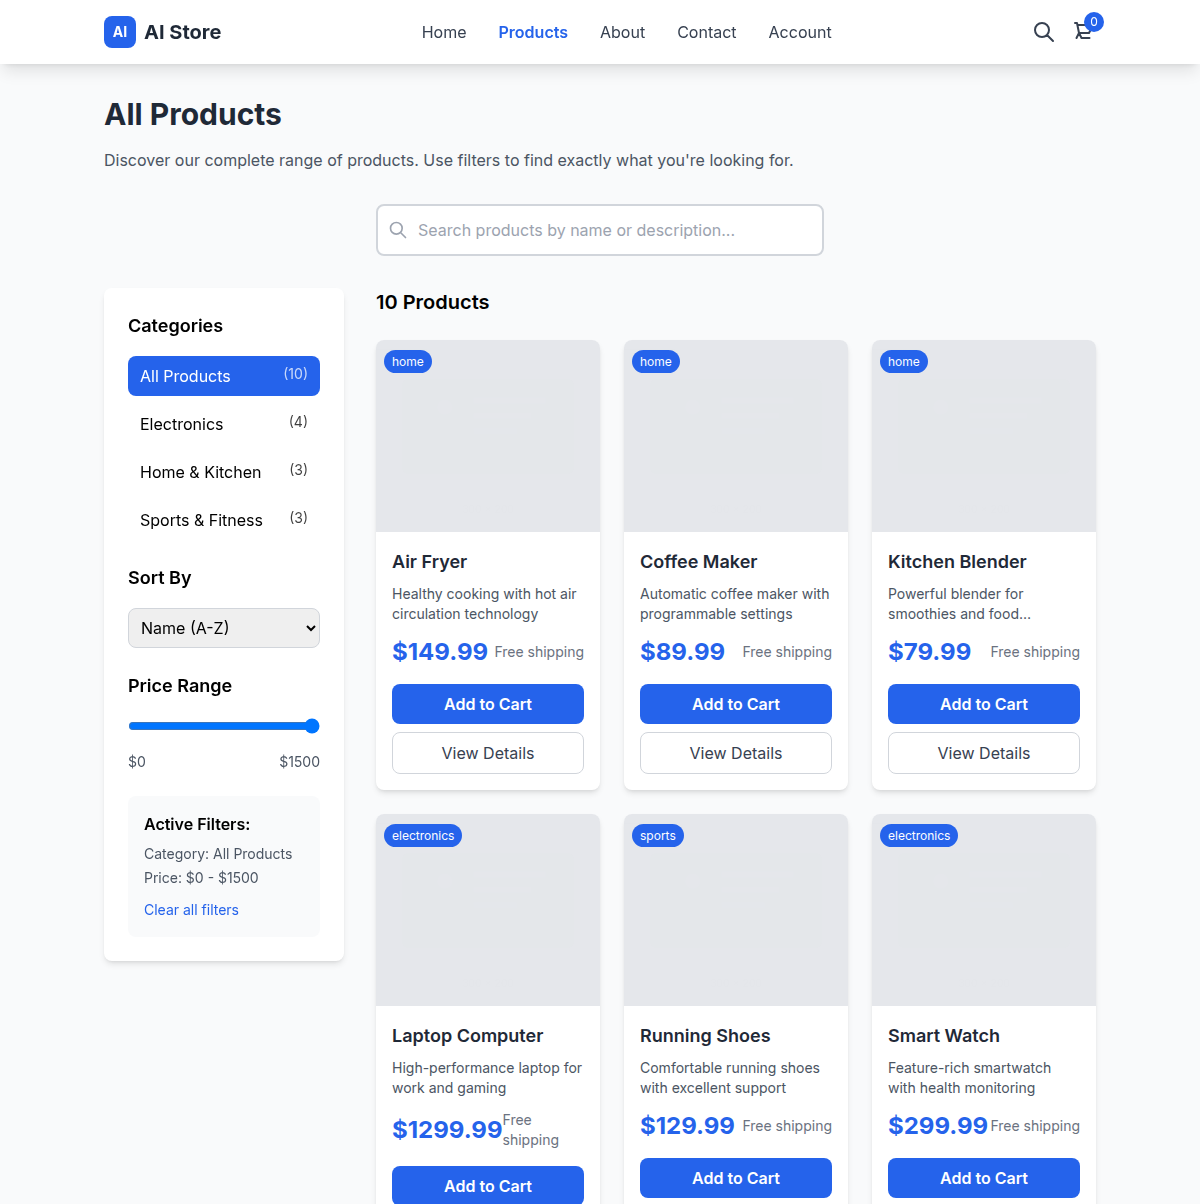 AI AI Store Home Products About Contact Account 0
All Products
Discover our complete range of products. Use filters to find exactly what you're looking for.
Search products by name or description...
Categories
All Products (10)
Electronics (4)
Home & Kitchen (3)
Sports & Fitness (3)
Sort By
Name (A-Z)
Price Range
$0 $1500
Active Filters:
Category: All Products
Price: $0 - $1500
Clear all filters
10 Products
home
Air Fryer
Healthy cooking with hot air
circulation technology
$149.99 Free shipping
Add to Cart
View Details
home
Coffee Maker
Automatic coffee maker with
programmable settings
$89.99 Free shipping
Add to Cart
View Details
home
Kitchen Blender
Powerful blender for
smoothies and food...
$79.99 Free shipping
Add to Cart
View Details
electronics
Laptop Computer
High-performance laptop for
work and gaming
$1299.99 Free
shipping
Add to Cart
sports
Running Shoes
Comfortable running shoes
with excellent support
$129.99 Free shipping
Add to Cart
electronics
Smart Watch
Feature-rich smartwatch
with health monitoring
$299.99 Free shipping
Add to Cart